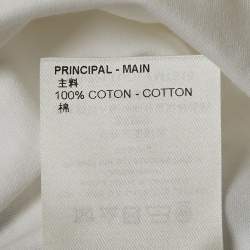 PRINCIPAL - MAIN
主料
100% COTON - COTTON
棉